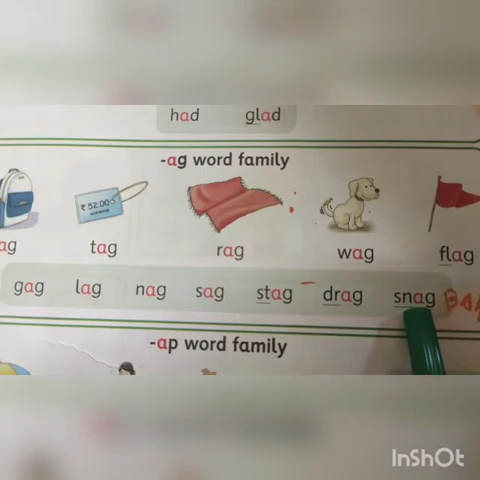 had glad
-ag word family
₹ 52.00
ag tag rag wag flag
gag lag nag sag stag drag snag
-ap word family
InShOt